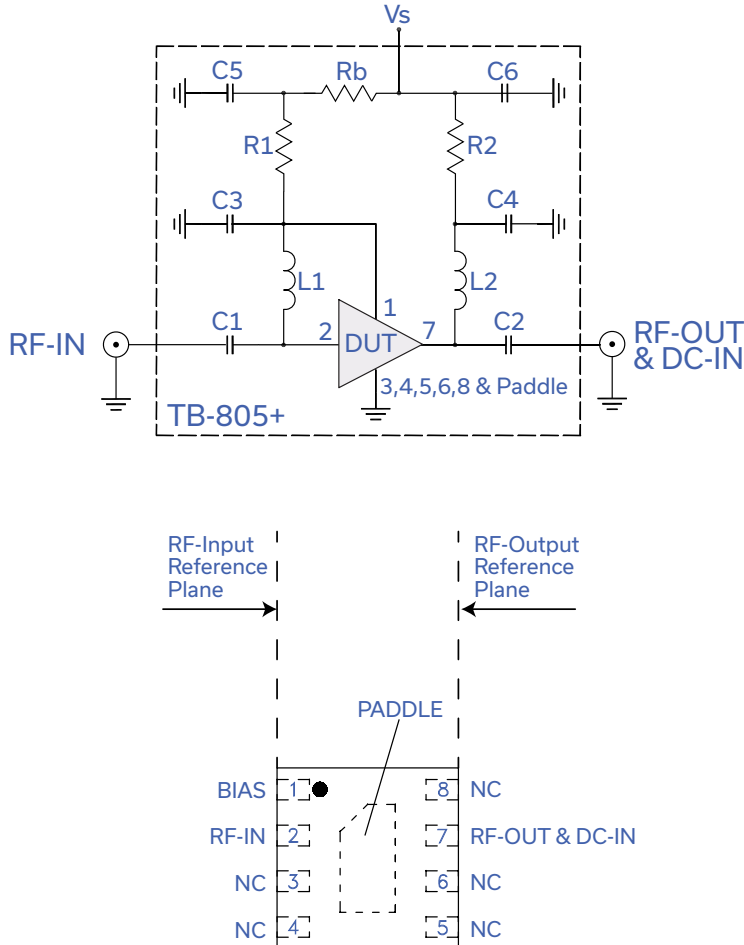 Vs
C5
Rb
C6
R1
R2
C3
C4
L1
L2
C1
1
2
7
C2
RF-IN
DUT
RF-OUT
& DC-IN
3,4,5,6,8 & Paddle
TB-805+
RF-Input
Reference
Plane
RF-Output
Reference
Plane
PADDLE
BIAS 1 8 NC
RF-IN 2 7 RF-OUT & DC-IN
NC 3 6 NC
NC 4 5 NC